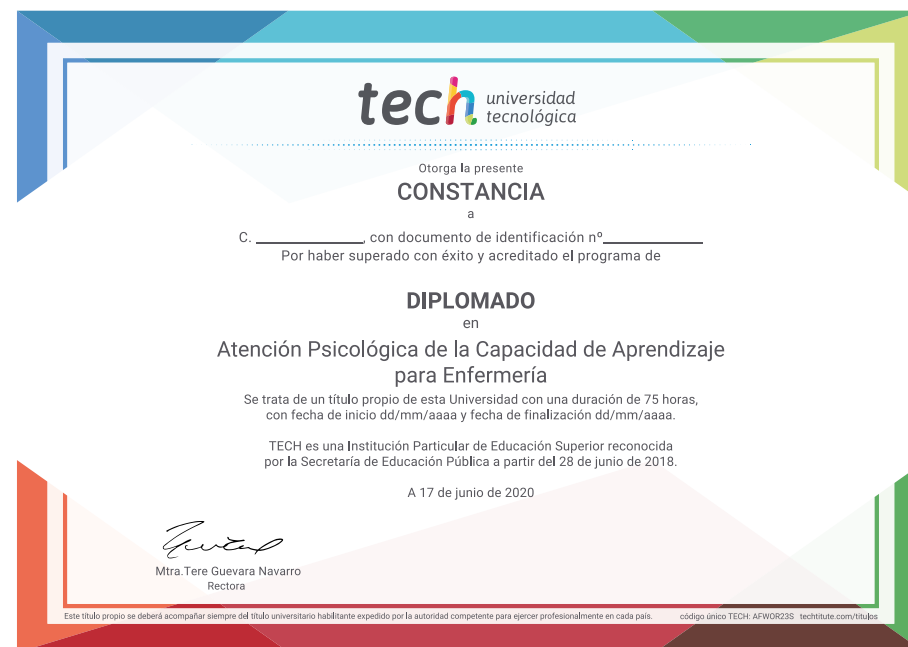 tech universidad
tecnológica
Otorga la presente
CONSTANCIA
a
C. ____________, con documento de identificación nº____________
Por haber superado con éxito y acreditado el programa de
DIPLOMADO
en
Atención Psicológica de la Capacidad de Aprendizaje
para Enfermería
Se trata de un título propio de esta Universidad con una duración de 75 horas,
con fecha de inicio dd/mm/aaaa y fecha de finalización dd/mm/aaaa.
TECH es una Institución Particular de Educación Superior reconocida
por la Secretaría de Educación Pública a partir del 28 de junio de 2018.
A 17 de junio de 2020
Mtra.Tere Guevara Navarro
Rectora
Este título propio se deberá acompañar siempre del título universitario habilitante expedido por la autoridad competente para ejercer profesionalmente en cada país. código único TECH: AFWOR23S techtitute.com/titulos